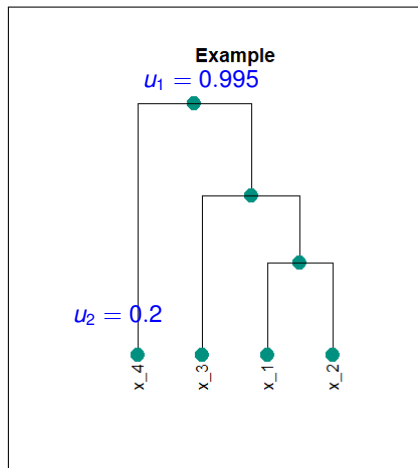 Example
u₁ = 0.995
u₂ = 0.2
x_4
x_3
x_1
x_2